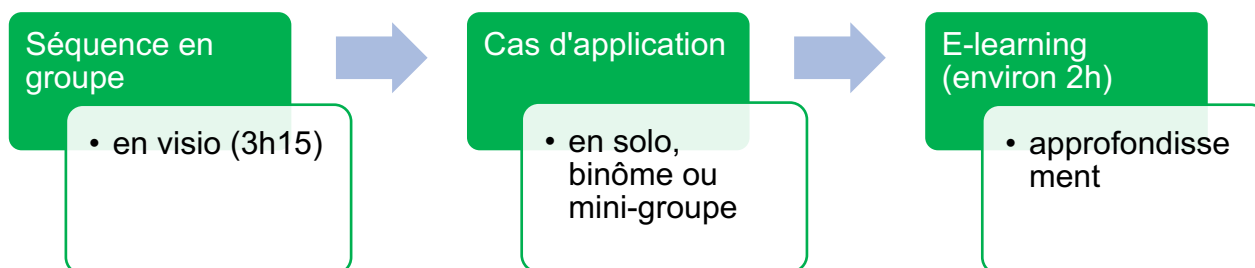 Séquence en
groupe
• en visio (3h15)
Cas d'application
• en solo,
binôme ou
mini-groupe
E-learning
(environ 2h)
• approfondisse
ment